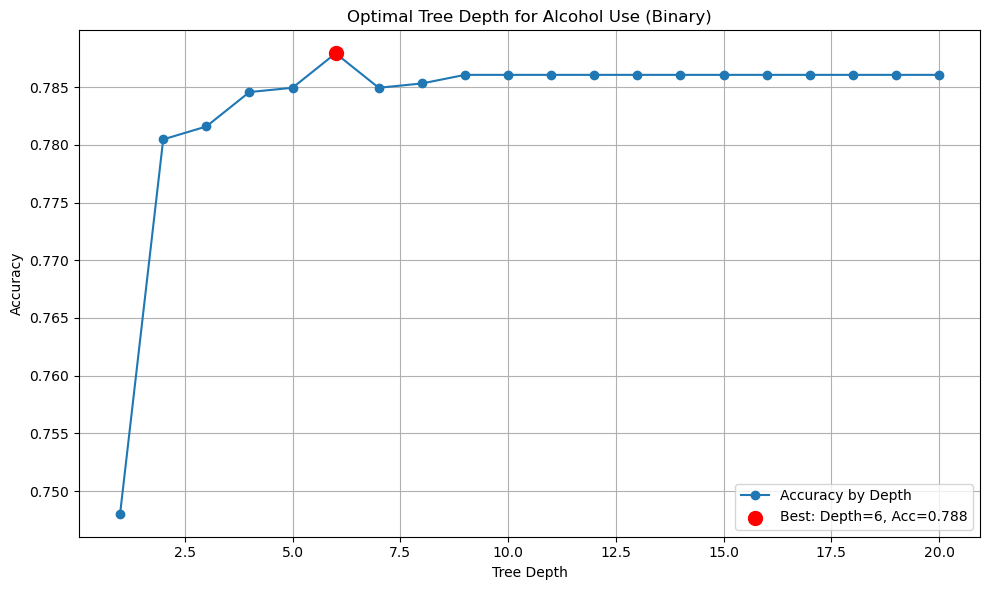 Optimal Tree Depth for Alcohol Use (Binary)
Accuracy
0.785
0.780
0.775
0.770
0.765
0.760
0.755
0.750
Accuracy by Depth
Best: Depth=6, Acc=0.788
2.5 5.0 7.5 10.0 12.5 15.0 17.5 20.0
Tree Depth